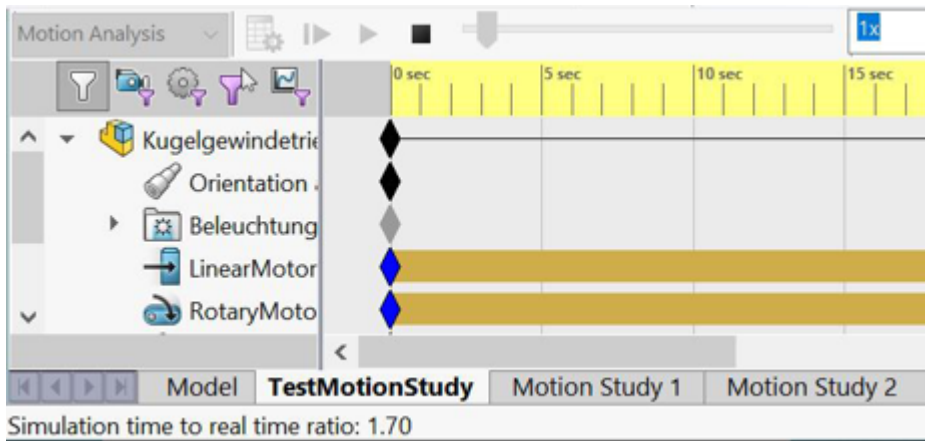 Motion Analysis
1x
0 sec 5 sec 10 sec 15 sec
Kugelgewindetrie
Orientation
Beleuchtung
LinearMotor
RotaryMoto
Model TestMotionStudy Motion Study 1 Motion Study 2
Simulation time to real time ratio: 1.70